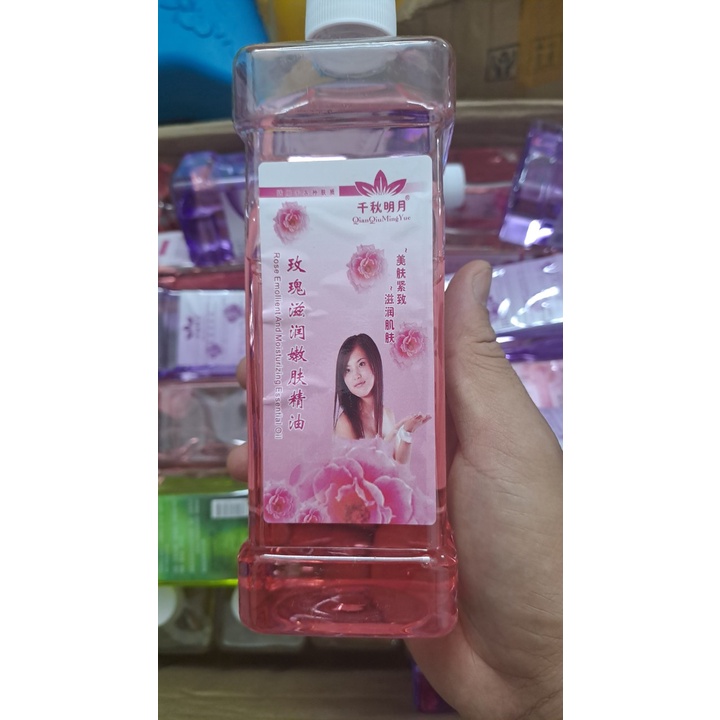 千秋明月
QianQiuMingYue
玫瑰滋润嫩肤精油
Rose Emollient And Moisturizing Essential Oil
美肤紧致
滋润肌肤